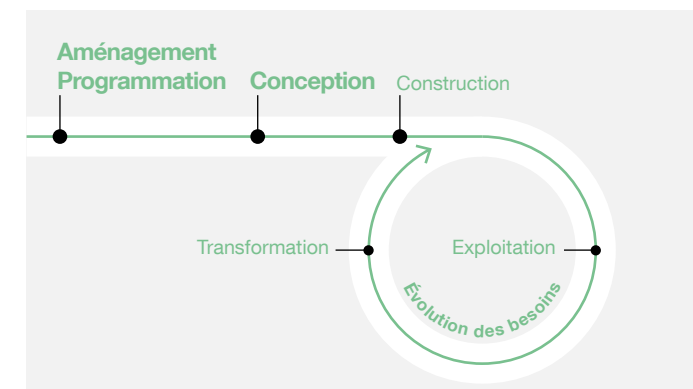 Aménagement
Programmation
Conception
Construction
Transformation
Exploitation
Évolution des besoins